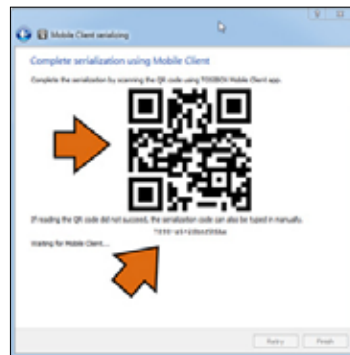 Mobile Client serializing
Complete serialization using Mobile Client
Complete the serialization by scanning the QR code using TOOLBOX Mobile Client app.
If reading the QR code did not succeed, the serialization code can also be typed in manually.
Waiting for Mobile Client...
Retry Finish